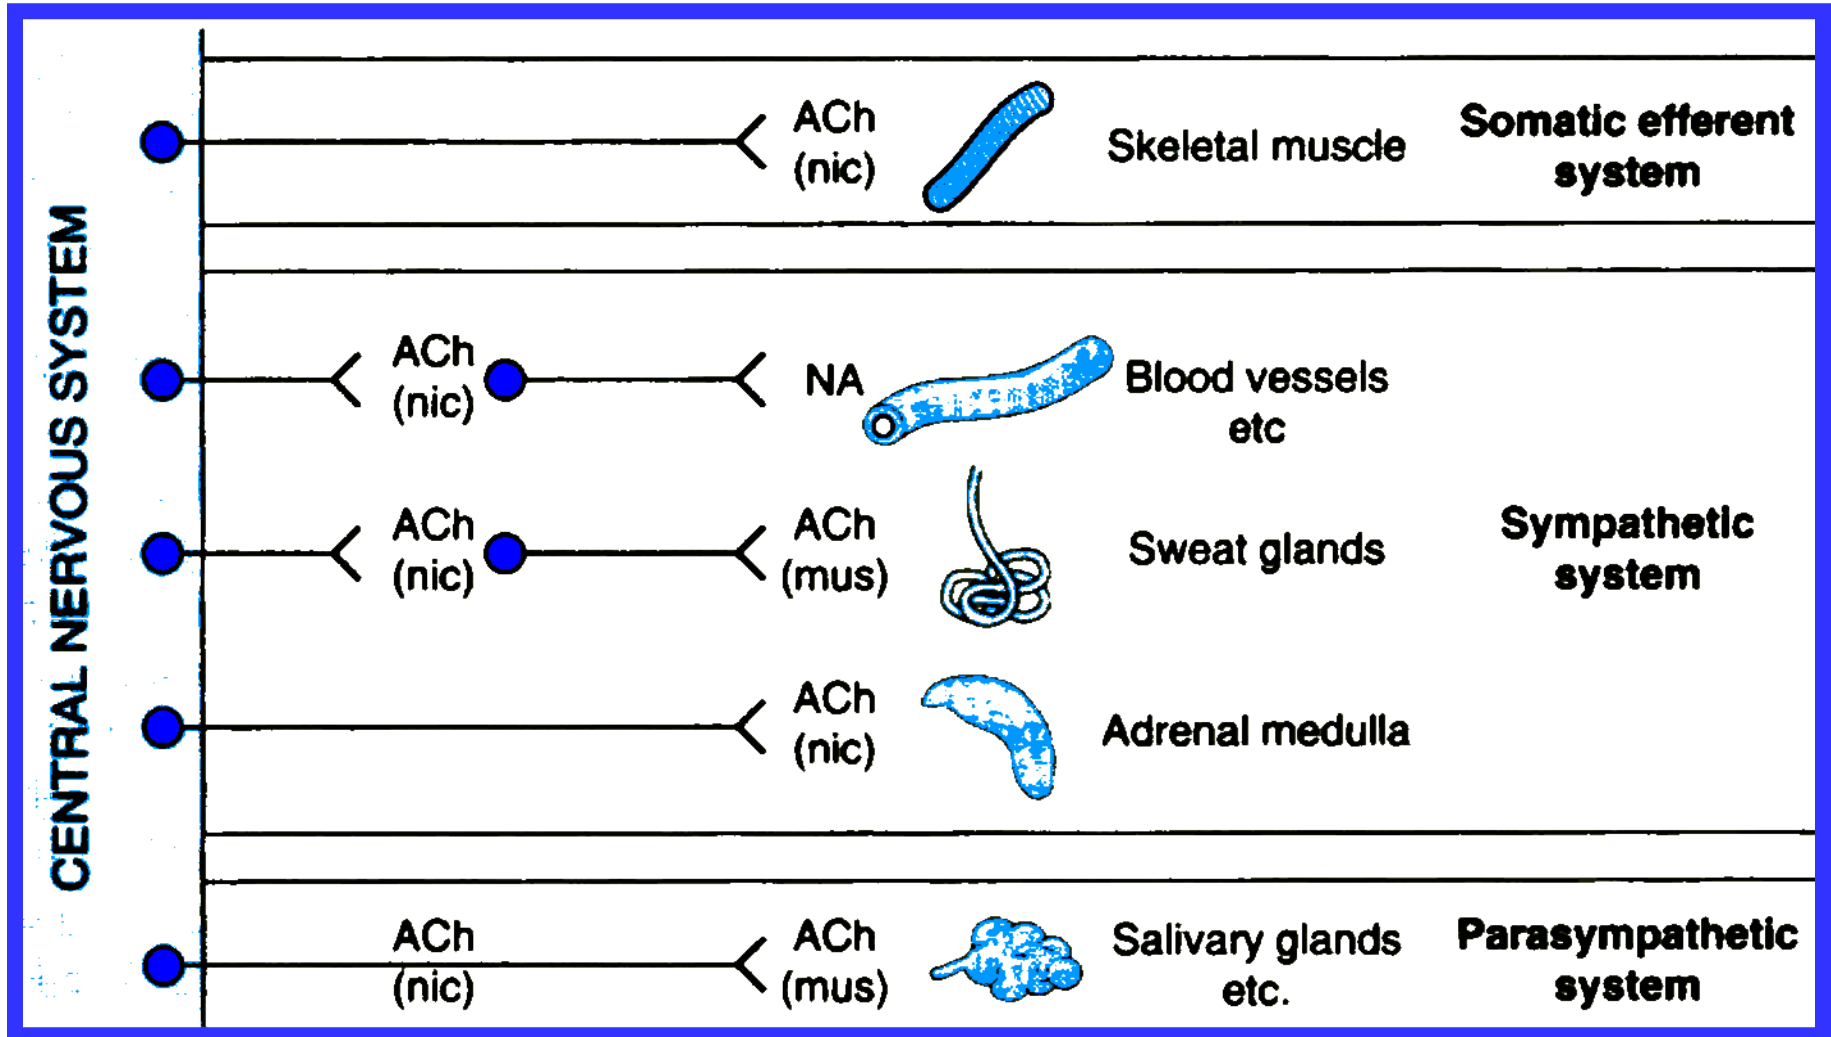 CENTRAL NERVOUS SYSTEM
ACh
(nic)
Skeletal muscle
Somatic efferent
system
ACh
(nic)
NA
Blood vessels
etc
ACh
(nic)
ACh
(mus)
Sweat glands
Sympathetic
system
ACh
(nic)
Adrenal medulla
ACh
(nic)
ACh
(mus)
Salivary glands
etc.
Parasympathetic
system